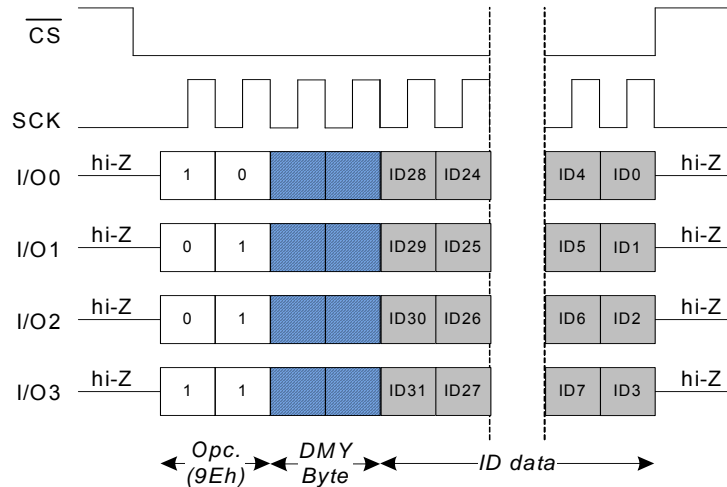 CS
SCK
I/O0 hi-Z 1 0 ID28 ID24 ID4 ID0 hi-Z
I/O1 hi-Z 0 1 ID29 ID25 ID5 ID1 hi-Z
I/O2 hi-Z 0 1 ID30 ID26 ID6 ID2 hi-Z
I/O3 hi-Z 1 1 ID31 ID27 ID7 ID3 hi-Z
Opc. DMY ID data
(9Eh) Byte